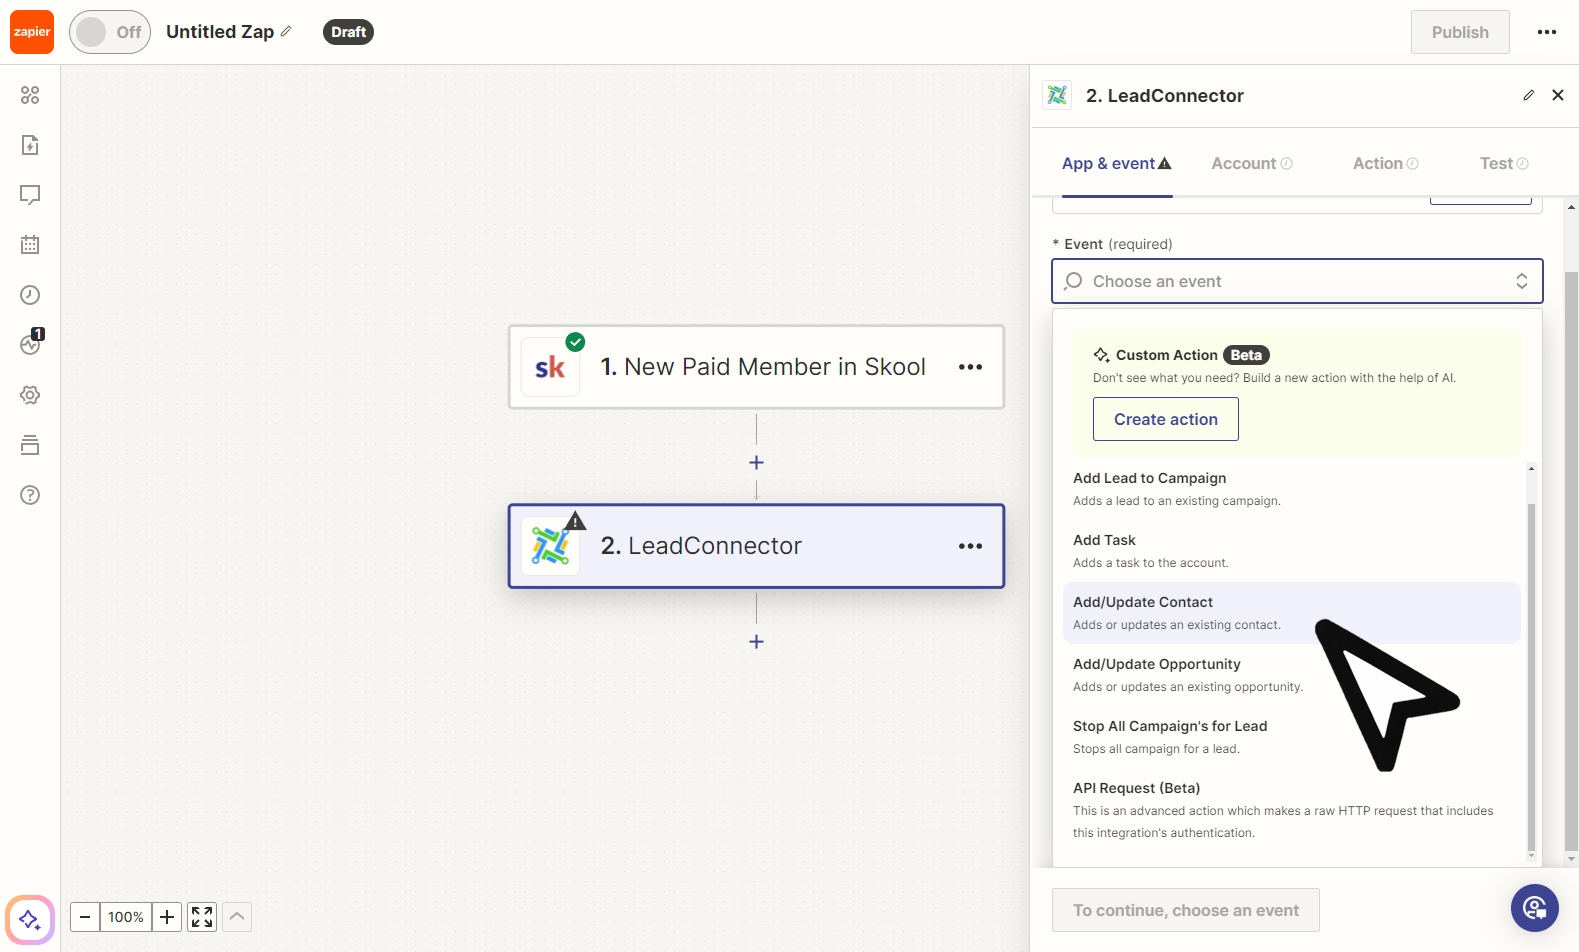 zapier
Off
Untitled Zap
Draft
Publish
1
sk
1. New Paid Member in Skool
2. LeadConnector
100%
2. LeadConnector
App & event
Account
Action
Test
* Event (required)
Choose an event
Custom Action Beta
Don't see what you need? Build a new action with the help of AI.
Create action
Add Lead to Campaign
Adds a lead to an existing campaign.
Add Task
Adds a task to the account.
Add/Update Contact
Adds or updates an existing contact.
Add/Update Opportunity
Adds or updates an existing opportunity.
Stop All Campaign's for Lead
Stops all campaign for a lead.
API Request (Beta)
This is an advanced action which makes a raw HTTP request that includes
this integration's authentication.
To continue, choose an event